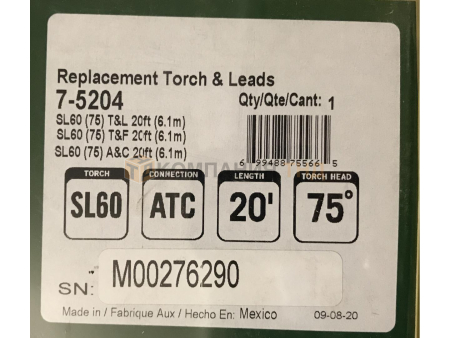 Replacement Torch & Leads
7-5204 Qty/Qte/Cant: 1
SL60 (75) T&L 20ft (6.1m)
SL60 (75) T&F 20ft (6.1m)
SL60 (75) A&C 20ft (6.1m)
6 99488 75566 5
КОМПАНИЯ
TORCH CONNECTION LENGTH TORCH HEAD
SL60 ATC 20' 75°
SN: M00276290
Made in / Fabrique Aux / Hecho En: Mexico 09-08-20